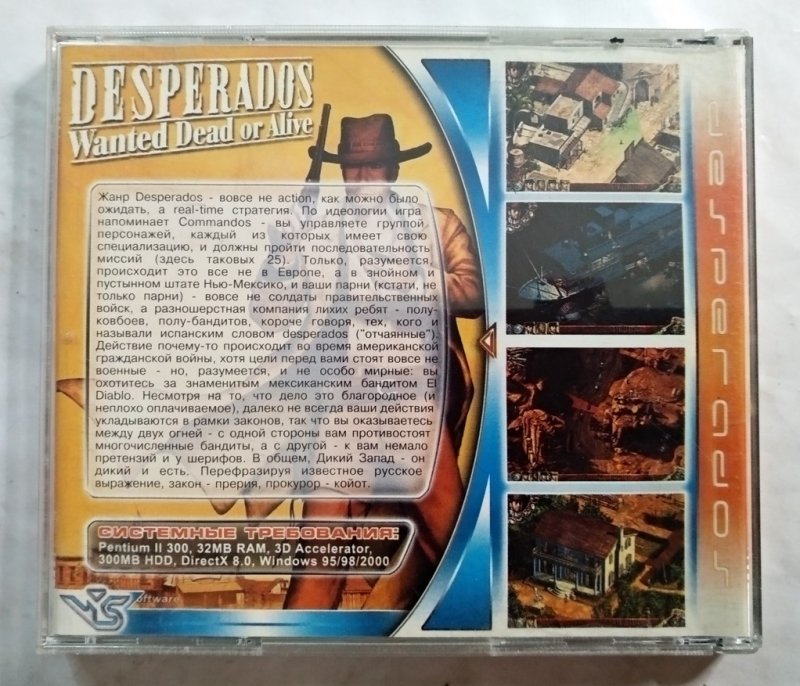 DESPERADOS
Wanted Dead or Alive
Жанр Desperados - вовсе не action, как можно было
ожидать, а real-time стратегия. По идеологии игра
напоминает Commandos - вы управляете группой
персонажей, каждый из которых имеет свою
специализацию, и должны пройти последовательность
миссий (здесь таковых 25). Только, разумеется,
происходит это все не в Европе, а в знойном и
пустынном штате Нью-Мексико, и ваши парни (кстати, не
только парни) - вовсе не солдаты правительственных
войск, а разношерстная компания лихих ребят - полу-
ковбоев, полу-бандитов, короче говоря, тех, кого и
называли испанским словом desperados ("отчаянные").
Действие почему-то происходит во время американской
гражданской войны, хотя цели перед вами стоят вовсе не
военные - но, разумеется, и не особо мирные: вы
охотитесь за знаменитым мексиканским бандитом El
Diablo. Несмотря на то, что дело это благородное (и
неплохо оплачиваемое), далеко не всегда ваши действия
укладываются в рамки законов, так что вы оказываетесь
между двух огней - с одной стороны вам противостоят
многочисленные бандиты, а с другой - к вам немало
претензий и у шерифов. В общем, Дикий Запад - он
дикий и есть. Перефразируя известное русское
выражение, закон - прерия, прокурор - койот.
СИСТЕМНЫЕ ТРЕБОВАНИЯ:
Pentium II 300, 32MB RAM, 3D Accelerator,
300MB HDD, DirectX 8.0, Windows 95/98/2000
software
desperados